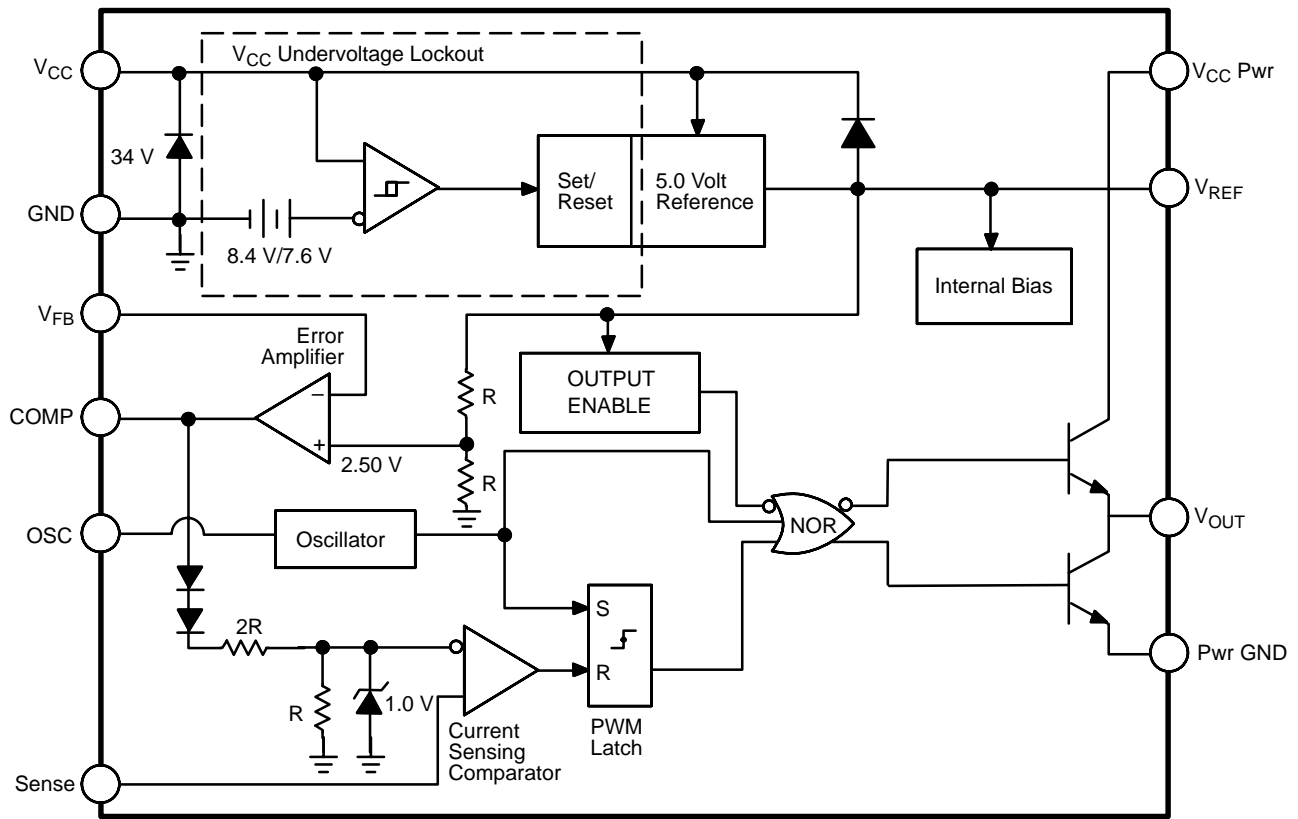 VCC Undervoltage Lockout
VCC
VCC Pwr
34 V
Set/
Reset
5.0 Volt
Reference
GND
VREF
8.4 V/7.6 V
Internal Bias
VFB
Error
Amplifier
OUTPUT
ENABLE
R
COMP
−
+
2.50 V
R
OSC
Oscillator
NOR
VOUT
2R
S
R
R
1.0 V
Current
Sensing
Comparator
PWM
Latch
Pwr GND
Sense